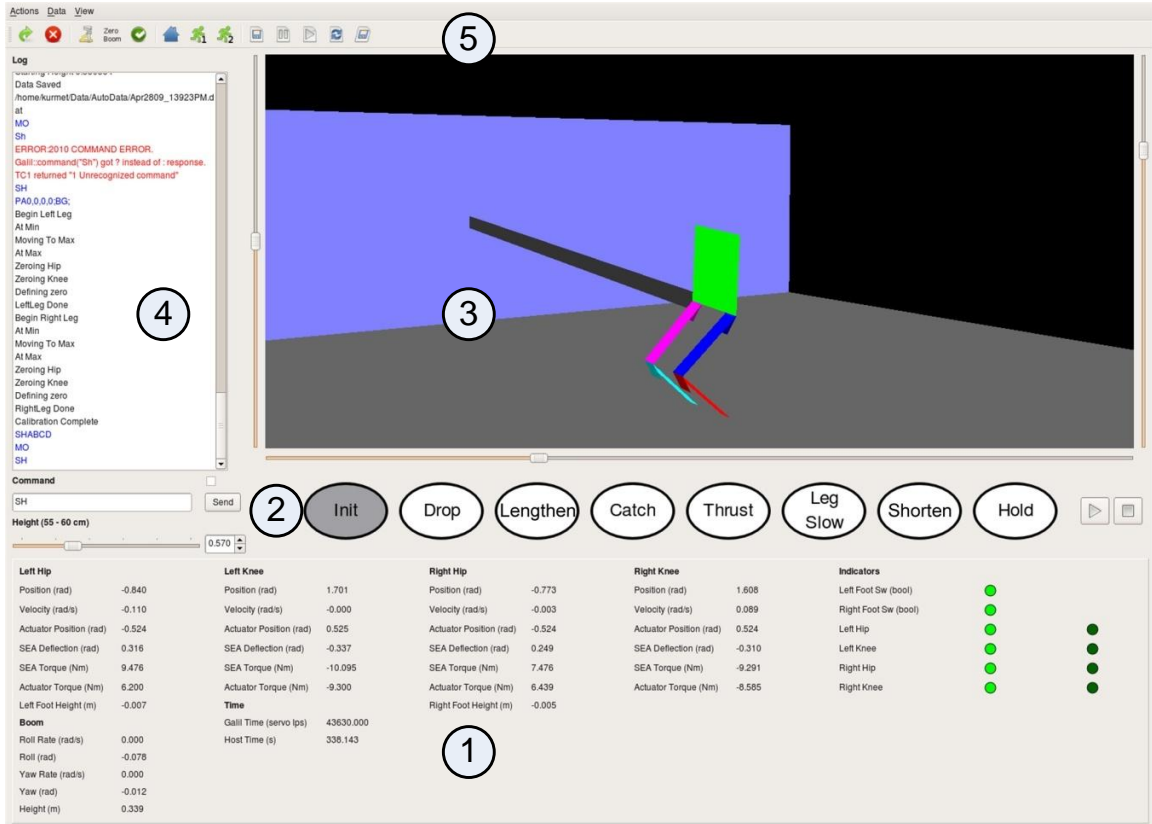 Actions Data View
Zero
Boom
1
2
5
Log
Data Saved
/home/kurmet/Data/AutoData/Apr2809_13923PM.d
at
MO
Sh
ERROR:2010 COMMAND ERROR.
Galil::command("Sh") got ? instead of : response.
TC1 returned "1 Unrecognized command"
SH
PA0,0,0,0;BG;
Begin Left Leg
At Min
Moving To Max
At Max
Zeroing Hip
Zeroing Knee
Defining zero
LeftLeg Done
Begin Right Leg
At Min
Moving To Max
At Max
Zeroing Hip
Zeroing Knee
Defining zero
RightLeg Done
Calibration Complete
SHABCD
MO
SH
4
3
Command
SH
Send
Height (55 - 60 cm)
0.570
2
Init
Drop
Lengthen
Catch
Thrust
Leg
Slow
Shorten
Hold
Left Hip
Position (rad) -0.840
Velocity (rad/s) -0.110
Actuator Position (rad) -0.524
SEA Deflection (rad) 0.316
SEA Torque (Nm) 9.476
Actuator Torque (Nm) 6.200
Left Foot Height (m) -0.007
Boom
Roll Rate (rad/s) 0.000
Roll (rad) -0.078
Yaw Rate (rad/s) 0.000
Yaw (rad) -0.012
Height (m) 0.339
Left Knee
Position (rad) 1.701
Velocity (rad/s) -0.000
Actuator Position (rad) 0.525
SEA Deflection (rad) -0.337
SEA Torque (Nm) -10.095
Actuator Torque (Nm) -9.300
Time
Galil Time (servo lps) 43630.000
Host Time (s) 338.143
Right Hip
Position (rad) -0.773
Velocity (rad/s) -0.003
Actuator Position (rad) -0.524
SEA Deflection (rad) 0.249
SEA Torque (Nm) 7.476
Actuator Torque (Nm) 6.439
Right Foot Height (m) -0.005
1
Right Knee
Position (rad) 1.608
Velocity (rad/s) 0.089
Actuator Position (rad) 0.524
SEA Deflection (rad) -0.310
SEA Torque (Nm) -9.291
Actuator Torque (Nm) -8.585
Indicators
Left Foot Sw (bool)
Right Foot Sw (bool)
Left Hip
Left Knee
Right Hip
Right Knee